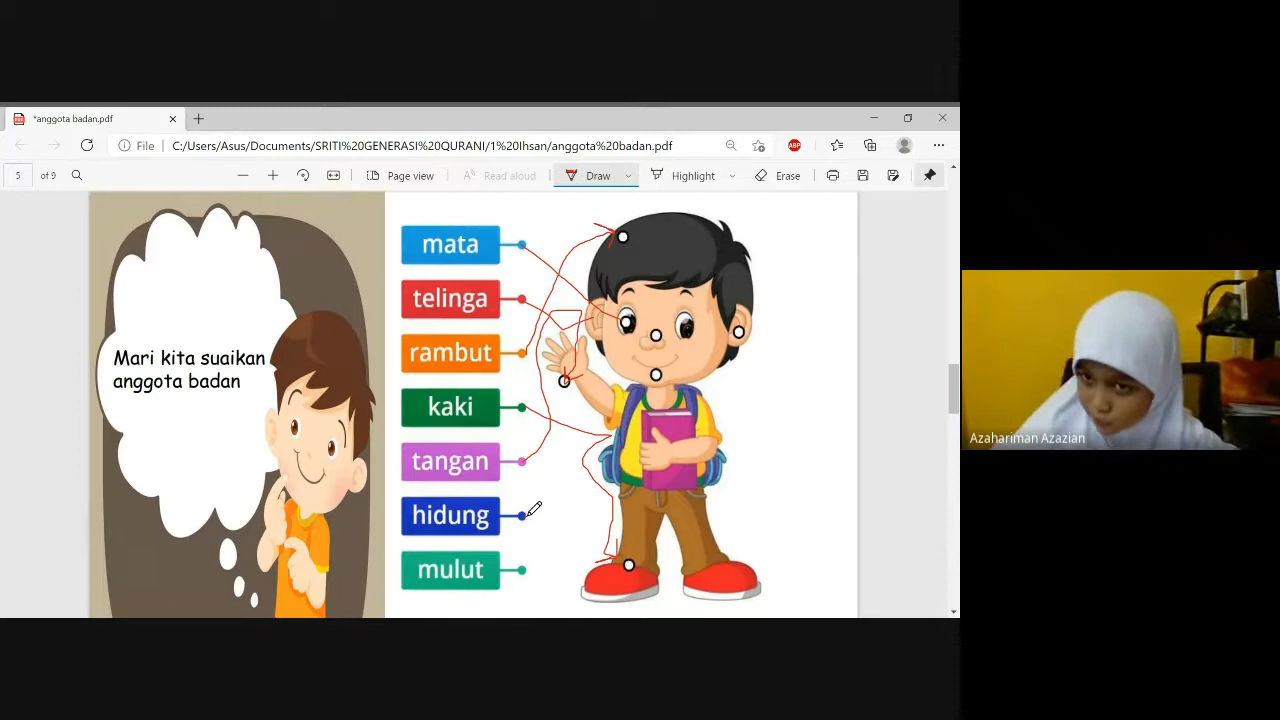 *anggota badan.pdf
File
C:/Users/Asus/Documents/SRITI%20GENERASI%20QURANI/1%20Ihsan/anggota%20badan.pdf
ABP
5 of 9
Page view
Read aloud
Draw
Highlight
Erase
Mari kita suaikan
anggota badan
mata
telinga
rambut
kaki
tangan
hidung
mulut
Azahariman Azazian